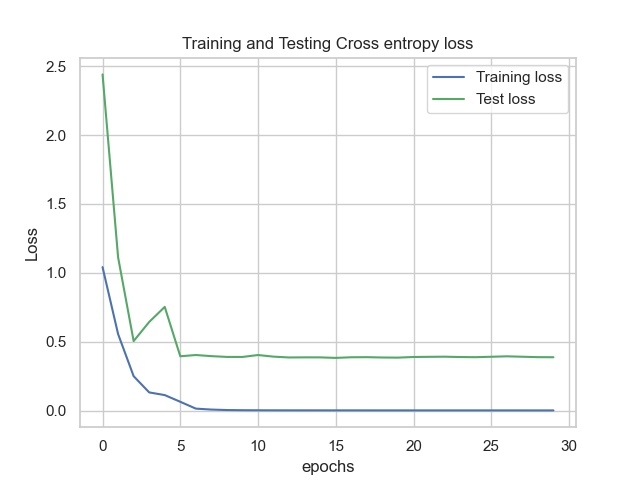 Training and Testing Cross entropy loss
2.5
2.0
1.5
1.0
0.5
0.0
Loss
Training loss
Test loss
0 5 10 15 20 25 30
epochs